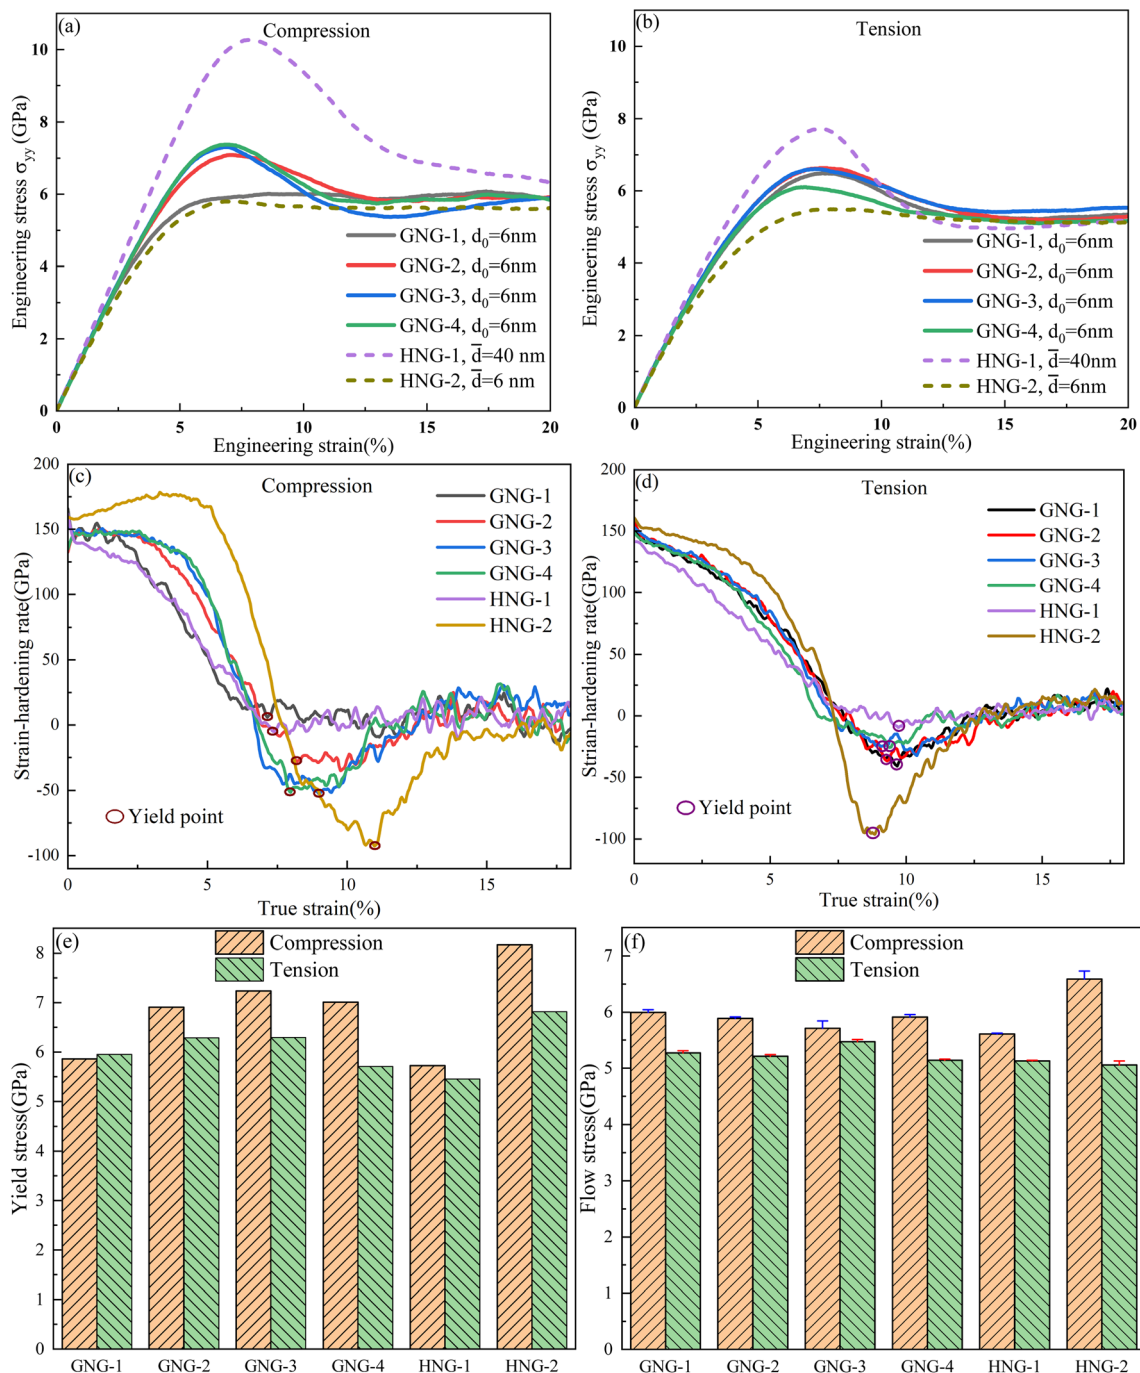 (a)
Compression
Engineering stress σyy (GPa)
10
8
6
4
2
0
GNG-1, d0=6nm
GNG-2, d0=6nm
GNG-3, d0=6nm
GNG-4, d0=6nm
HNG-1, d̅=40 nm
HNG-2, d̅=6 nm
0 5 10 15 20
Engineering strain(%)
(b)
Tension
Engineering stress σyy (GPa)
10
8
6
4
2
0
GNG-1, d0=6nm
GNG-2, d0=6nm
GNG-3, d0=6nm
GNG-4, d0=6nm
HNG-1, d̅=40nm
HNG-2, d̅=6nm
0 5 10 15 20
Engineering strain(%)
(c)
Compression
Strain-hardening rate(GPa)
200
150
100
50
0
-50
-100
GNG-1
GNG-2
GNG-3
GNG-4
HNG-1
HNG-2
Yield point
0 5 10 15
True strain(%)
(d)
Tension
Strian-hardening rate(GPa)
200
150
100
50
0
-50
-100
GNG-1
GNG-2
GNG-3
GNG-4
HNG-1
HNG-2
Yield point
0 5 10 15
True strain(%)
(e)
Compression
Tension
Yield stress(GPa)
8
7
6
5
4
3
2
1
0
GNG-1 GNG-2 GNG-3 GNG-4 HNG-1 HNG-2
(f)
Compression
Tension
Flow stress(GPa)
7
6
5
4
3
2
1
0
GNG-1 GNG-2 GNG-3 GNG-4 HNG-1 HNG-2